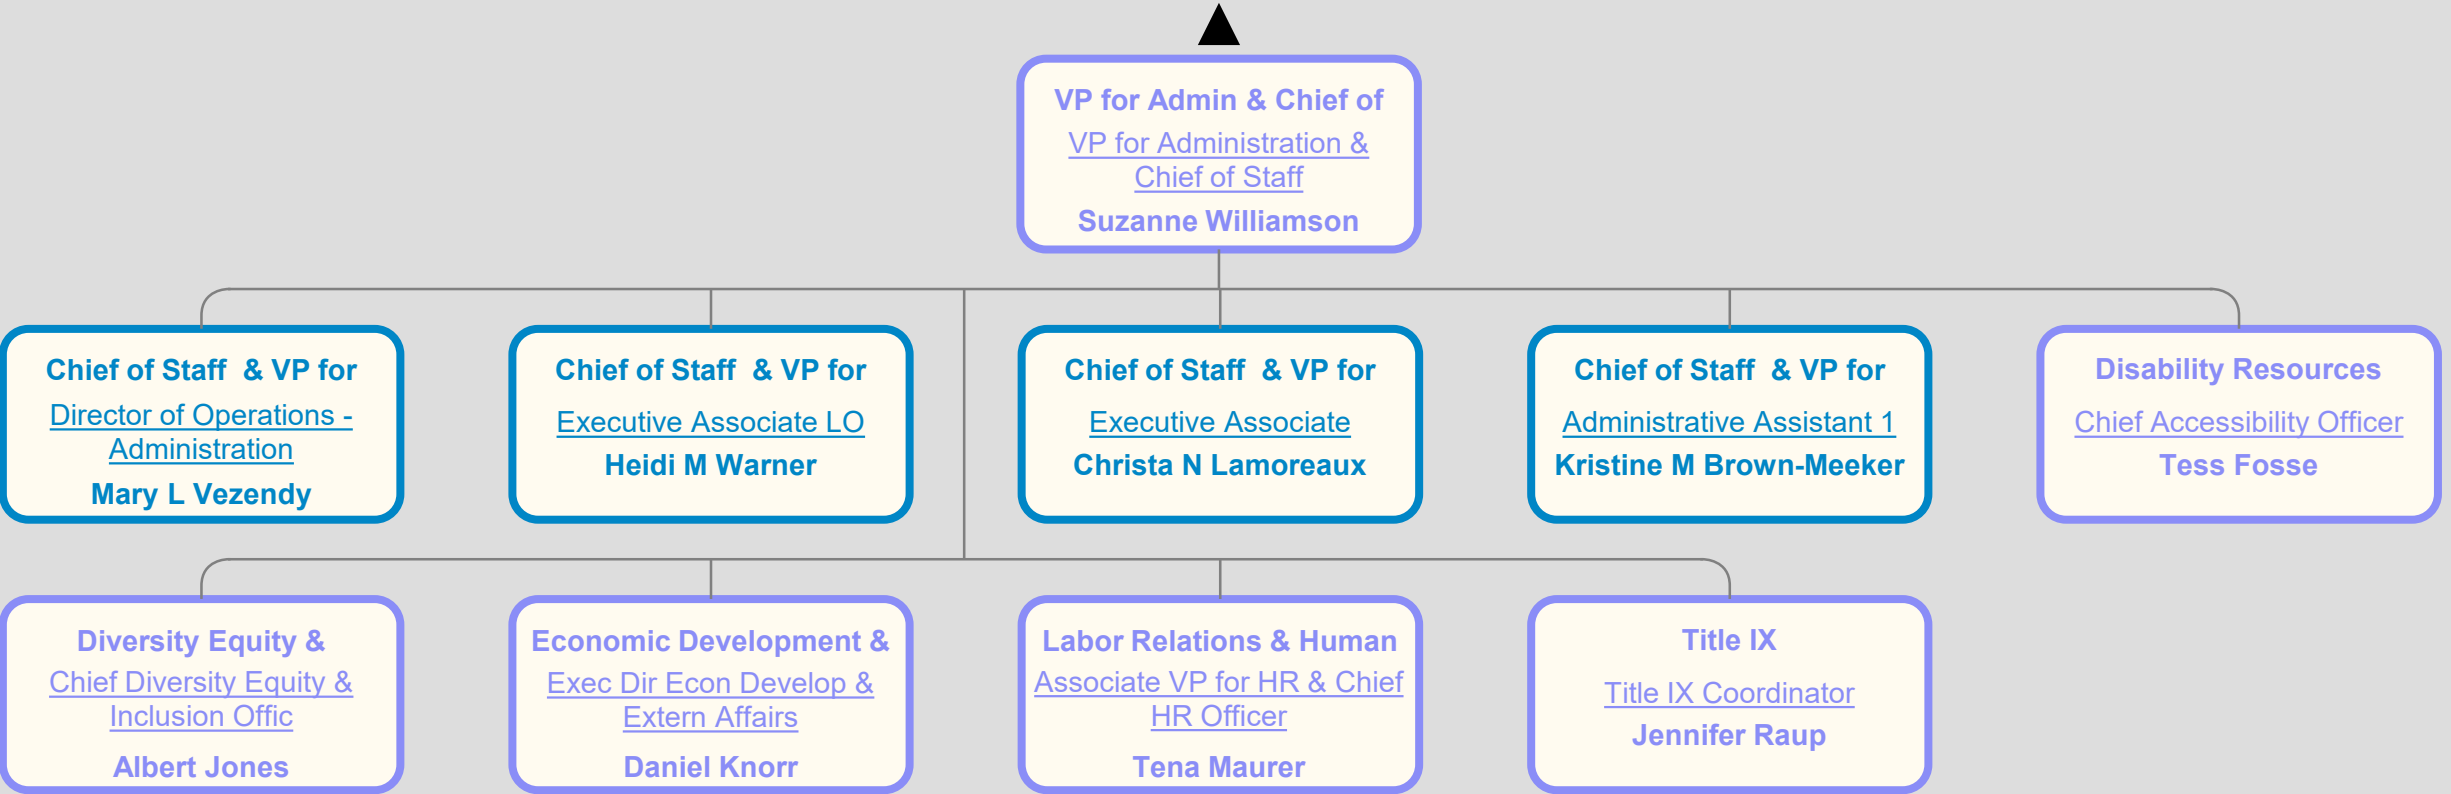 VP for Admin & Chief of
VP for Administration &
Chief of Staff
Suzanne Williamson
Chief of Staff  & VP for
Director of Operations -
Administration
Mary L Vezendy
Chief of Staff  & VP for
Executive Associate LO
Heidi M Warner
Chief of Staff  & VP for
Executive Associate
Christa N Lamoreaux
Chief of Staff  & VP for
Administrative Assistant 1
Kristine M Brown-Meeker
Disability Resources
Chief Accessibility Officer
Tess Fosse
Diversity Equity &
Chief Diversity Equity &
Inclusion Offic
Albert Jones
Economic Development &
Exec Dir Econ Develop &
Extern Affairs
Daniel Knorr
Labor Relations & Human
Associate VP for HR & Chief
HR Officer
Tena Maurer
Title IX
Title IX Coordinator
Jennifer Raup